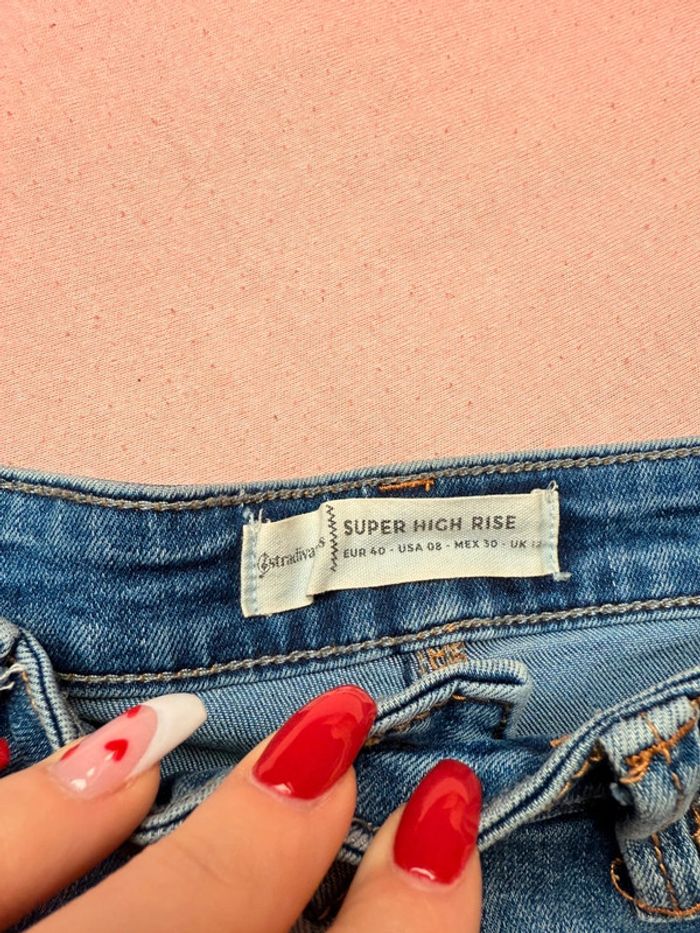 stradivarius
SUPER HIGH RISE
EUR 40 - USA 08 - MEX 30 - UK 12